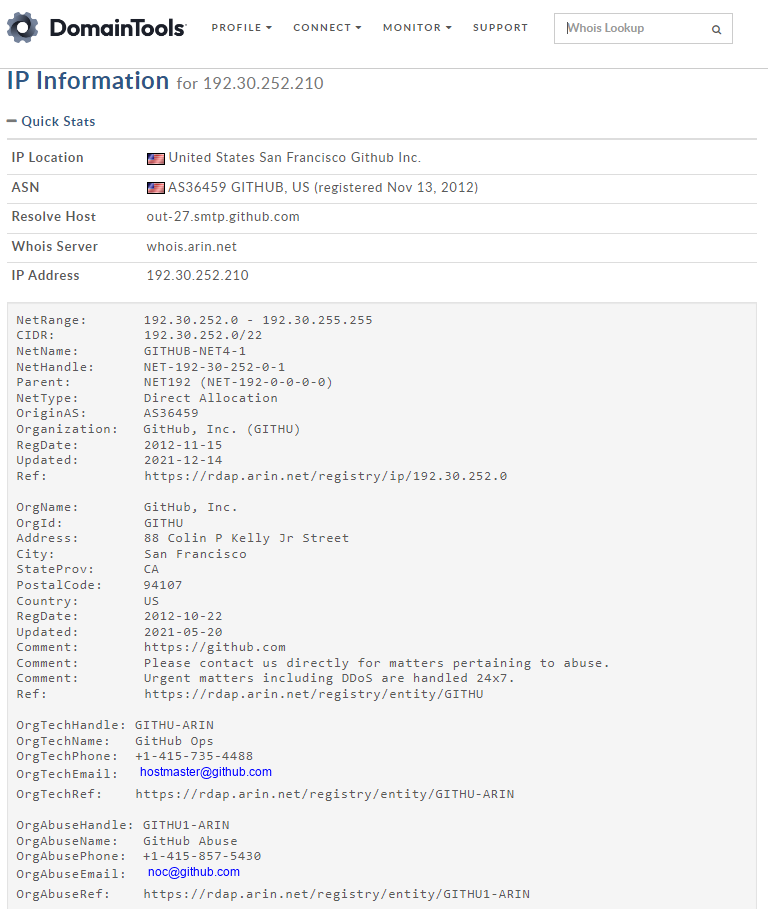 DomainTools PROFILE CONNECT MONITOR SUPPORT Whois Lookup
IP Information for 192.30.252.210
Quick Stats
IP Location United States San Francisco Github Inc.
ASN AS36459 GITHUB, US (registered Nov 13, 2012)
Resolve Host out-27.smtp.github.com
Whois Server whois.arin.net
IP Address 192.30.252.210
NetRange: 192.30.252.0 - 192.30.255.255
CIDR: 192.30.252.0/22
NetName: GITHUB-NET4-1
NetHandle: NET-192-30-252-0-1
Parent: NET192 (NET-192-0-0-0-0)
NetType: Direct Allocation
OriginAS: AS36459
Organization: GitHub, Inc. (GITHU)
RegDate: 2012-11-15
Updated: 2021-12-14
Ref: https://rdap.arin.net/registry/ip/192.30.252.0
OrgName: GitHub, Inc.
OrgId: GITHU
Address: 88 Colin P Kelly Jr Street
City: San Francisco
StateProv: CA
PostalCode: 94107
Country: US
RegDate: 2012-10-22
Updated: 2021-05-20
Comment: https://github.com
Comment: Please contact us directly for matters pertaining to abuse.
Comment: Urgent matters including DDoS are handled 24x7.
Ref: https://rdap.arin.net/registry/entity/GITHU
OrgTechHandle: GITHU-ARIN
OrgTechName: GitHub Ops
OrgTechPhone: +1-415-735-4488
OrgTechEmail: hostmaster@github.com
OrgTechRef: https://rdap.arin.net/registry/entity/GITHU-ARIN
OrgAbuseHandle: GITHU1-ARIN
OrgAbuseName: GitHub Abuse
OrgAbusePhone: +1-415-857-5430
OrgAbuseEmail: noc@github.com
OrgAbuseRef: https://rdap.arin.net/registry/entity/GITHU1-ARIN